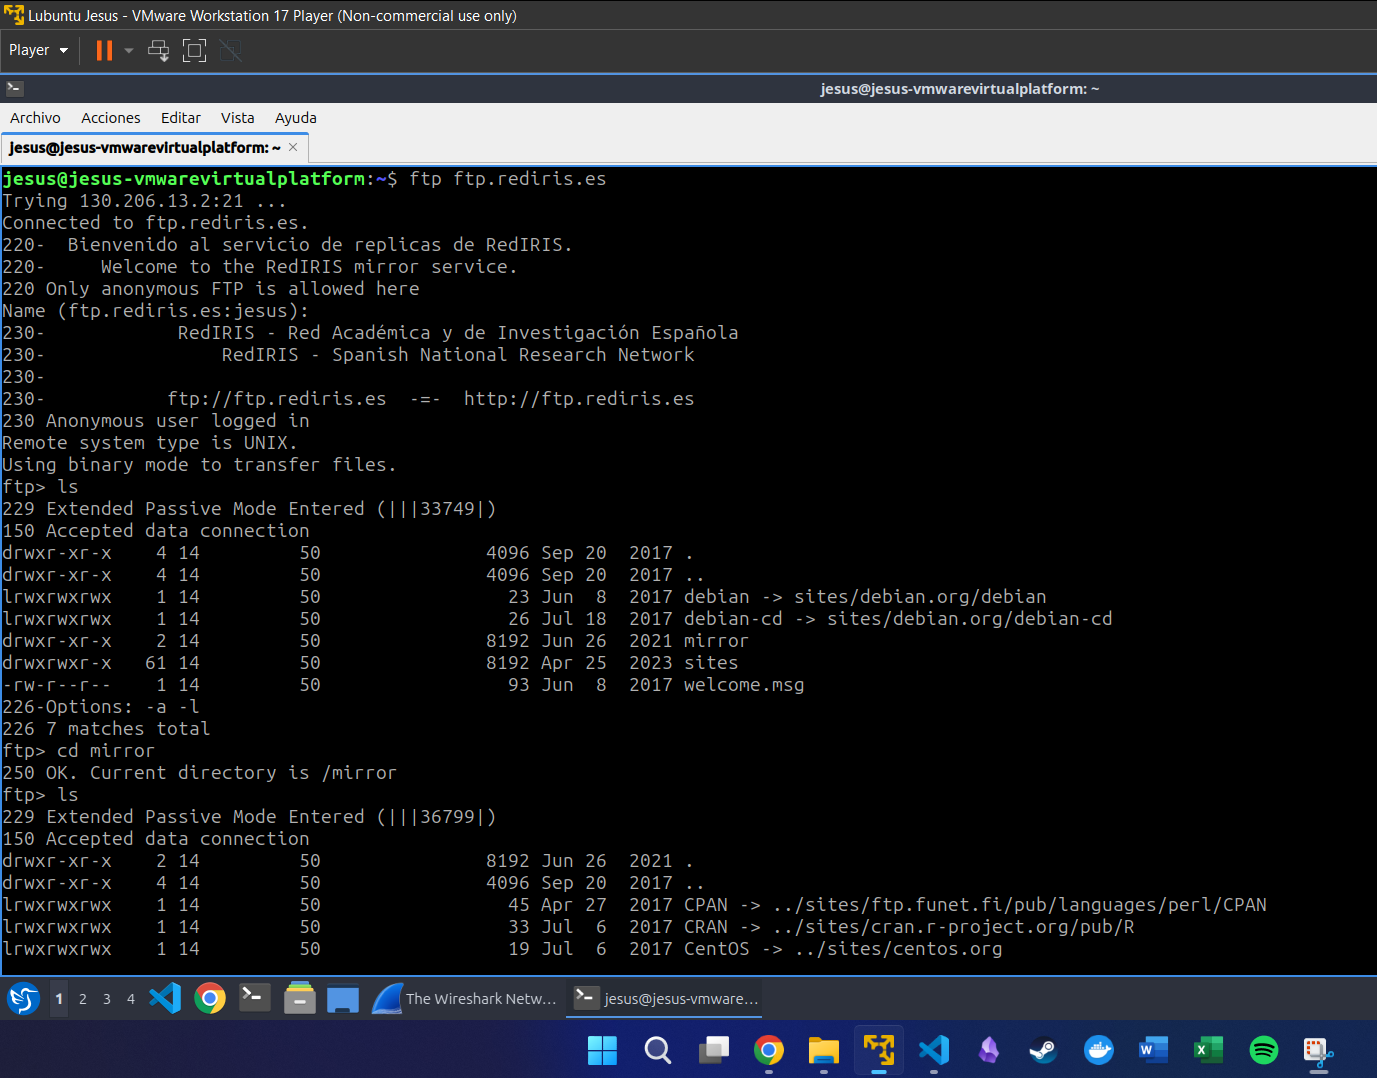 Lubuntu Jesus - VMware Workstation 17 Player (Non-commercial use only)
Player
jesus@jesus-vmwarevirtualplatform: ~
Archivo Acciones Editar Vista Ayuda
jesus@jesus-vmwarevirtualplatform: ~
jesus@jesus-vmwarevirtualplatform:~$ ftp ftp.rediris.es
Trying 130.206.13.2:21 ...
Connected to ftp.rediris.es.
220-  Bienvenido al servicio de replicas de RedIRIS.
220-     Welcome to the RedIRIS mirror service.
220 Only anonymous FTP is allowed here
Name (ftp.rediris.es:jesus):
230-            RedIRIS - Red Académica y de Investigación Española
230-                RedIRIS - Spanish National Research Network
230-
230-           ftp://ftp.rediris.es  -=-  http://ftp.rediris.es
230 Anonymous user logged in
Remote system type is UNIX.
Using binary mode to transfer files.
ftp> ls
229 Extended Passive Mode Entered (|||33749|)
150 Accepted data connection
drwxr-xr-x    4 14         50               4096 Sep 20  2017 .
drwxr-xr-x    4 14         50               4096 Sep 20  2017 ..
lrwxrwxrwx    1 14         50                 23 Jun  8  2017 debian -> sites/debian.org/debian
lrwxrwxrwx    1 14         50                 26 Jul 18  2017 debian-cd -> sites/debian.org/debian-cd
drwxr-xr-x    2 14         50               8192 Jun 26  2021 mirror
drwxrwxr-x   61 14         50               8192 Apr 25  2023 sites
-rw-r--r--    1 14         50                 93 Jun  8  2017 welcome.msg
226-Options: -a -l
226 7 matches total
ftp> cd mirror
250 OK. Current directory is /mirror
ftp> ls
229 Extended Passive Mode Entered (|||36799|)
150 Accepted data connection
drwxr-xr-x    2 14         50               8192 Jun 26  2021 .
drwxr-xr-x    4 14         50               4096 Sep 20  2017 ..
lrwxrwxrwx    1 14         50                 45 Apr 27  2017 CPAN -> ../sites/ftp.funet.fi/pub/languages/perl/CPAN
lrwxrwxrwx    1 14         50                 33 Jul  6  2017 CRAN -> ../sites/cran.r-project.org/pub/R
lrwxrwxrwx    1 14         50                 19 Jul  6  2017 CentOS -> ../sites/centos.org
1 2 3 4 The Wireshark Netw... jesus@jesus-vmware...